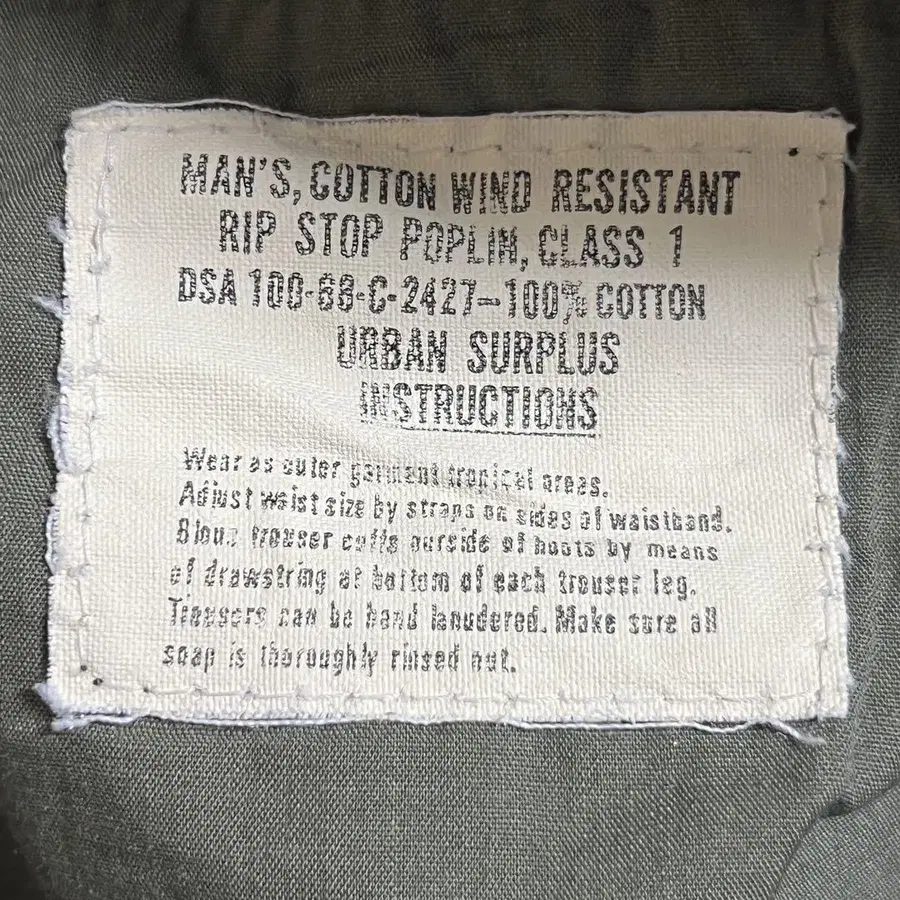 MAN'S, COTTON WIND RESISTANT
RIP STOP POPLIN, CLASS 1
DSA 100-68-C-2427-100% COTTON
URBAN SURPLUS
INSTRUCTIONS
Wear as outer garment tropical areas.
Adjust waist size by straps on sides of waistband.
trouser cuffs ourside of boots by means
of drawstring at bottom of each trouser leg.
Trousers can be hand laundered. Make sure all
soap is thoroughly rinsed out.